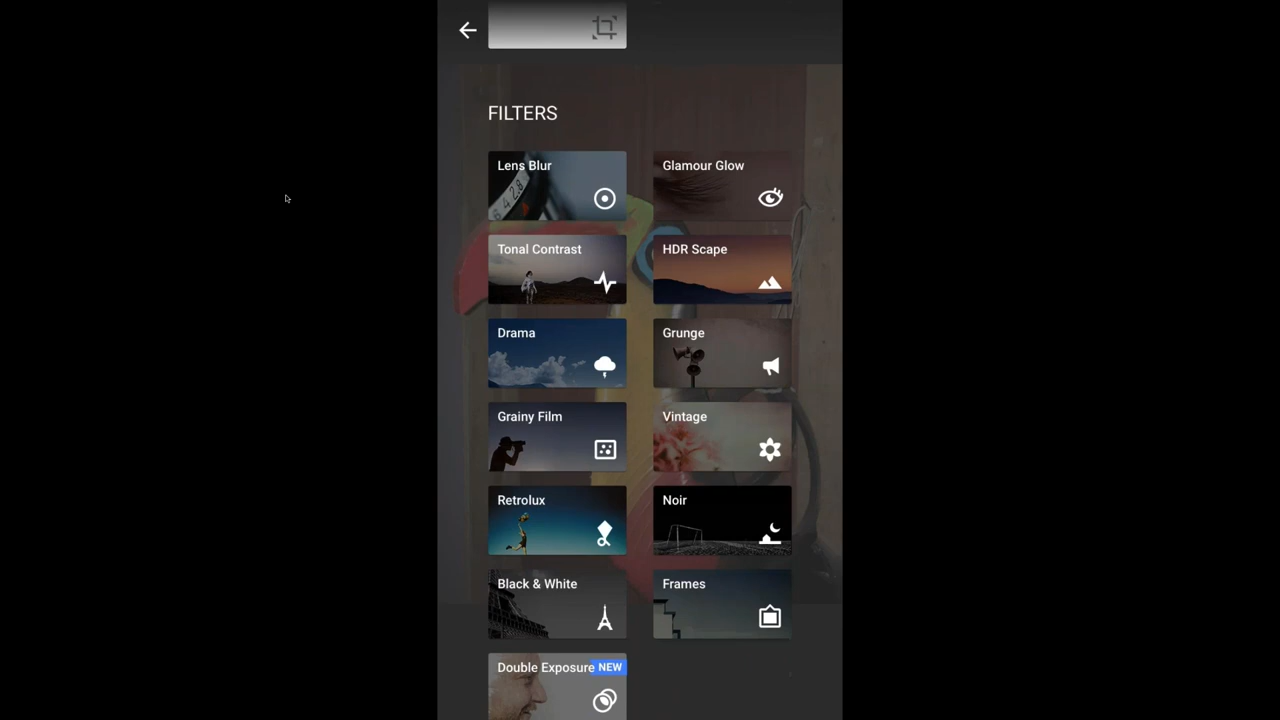 FILTERS
Lens Blur
Glamour Glow
Tonal Contrast
HDR Scape
Drama
Grunge
Grainy Film
Vintage
Retrolux
Noir
Black & White
Frames
Double Exposure NEW